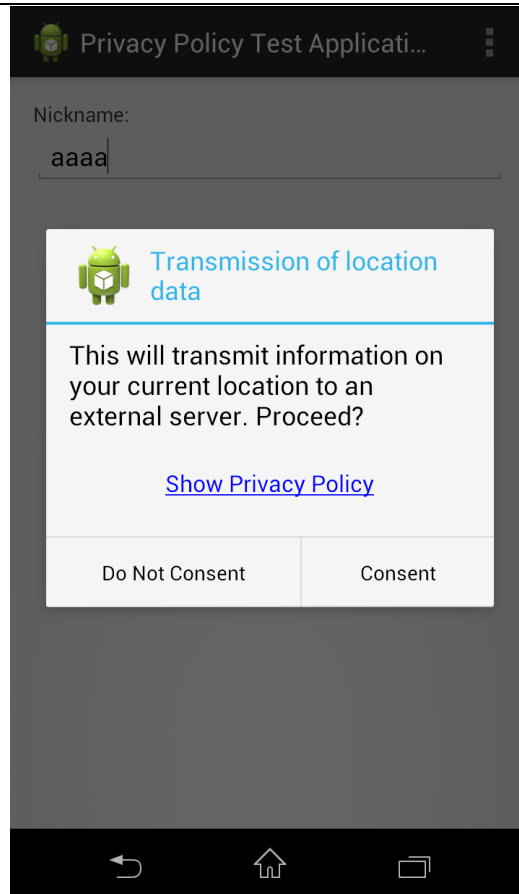 Privacy Policy Test Applicati...
Nickname:
aaaa
Transmission of location
data
This will transmit information on
your current location to an
external server. Proceed?
Show Privacy Policy
Do Not Consent
Consent